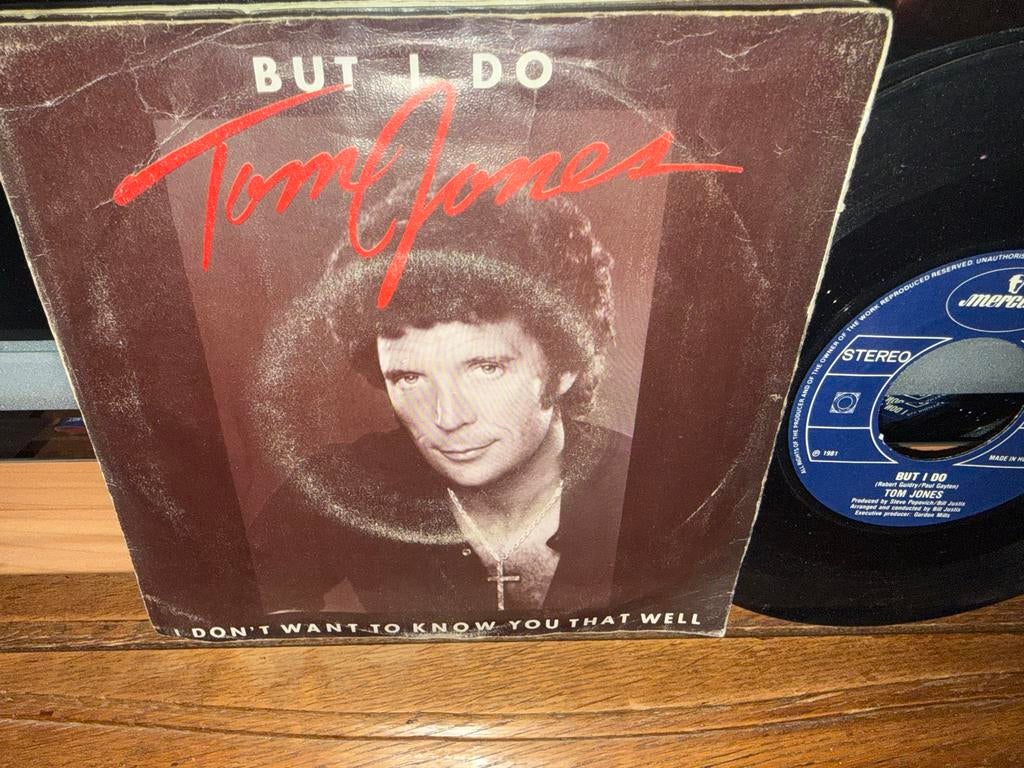 BUT I DO
Tom Jones
I DON'T WANT TO KNOW YOU THAT WELL
ALL RIGHTS OF THE PRODUCER AND OF THE OWNER OF THE WORK REPRODUCED RESERVED. UNAUTHORIS
merc
STEREO
℗ 1981
MADE IN H
BUT I DO
(Robert Guidry/Paul Gayten)
TOM JONES
Produced by Steve Popovich/Bill Justis
Arranged and conducted by Bill Justis
Executive producer: Gordon Mills